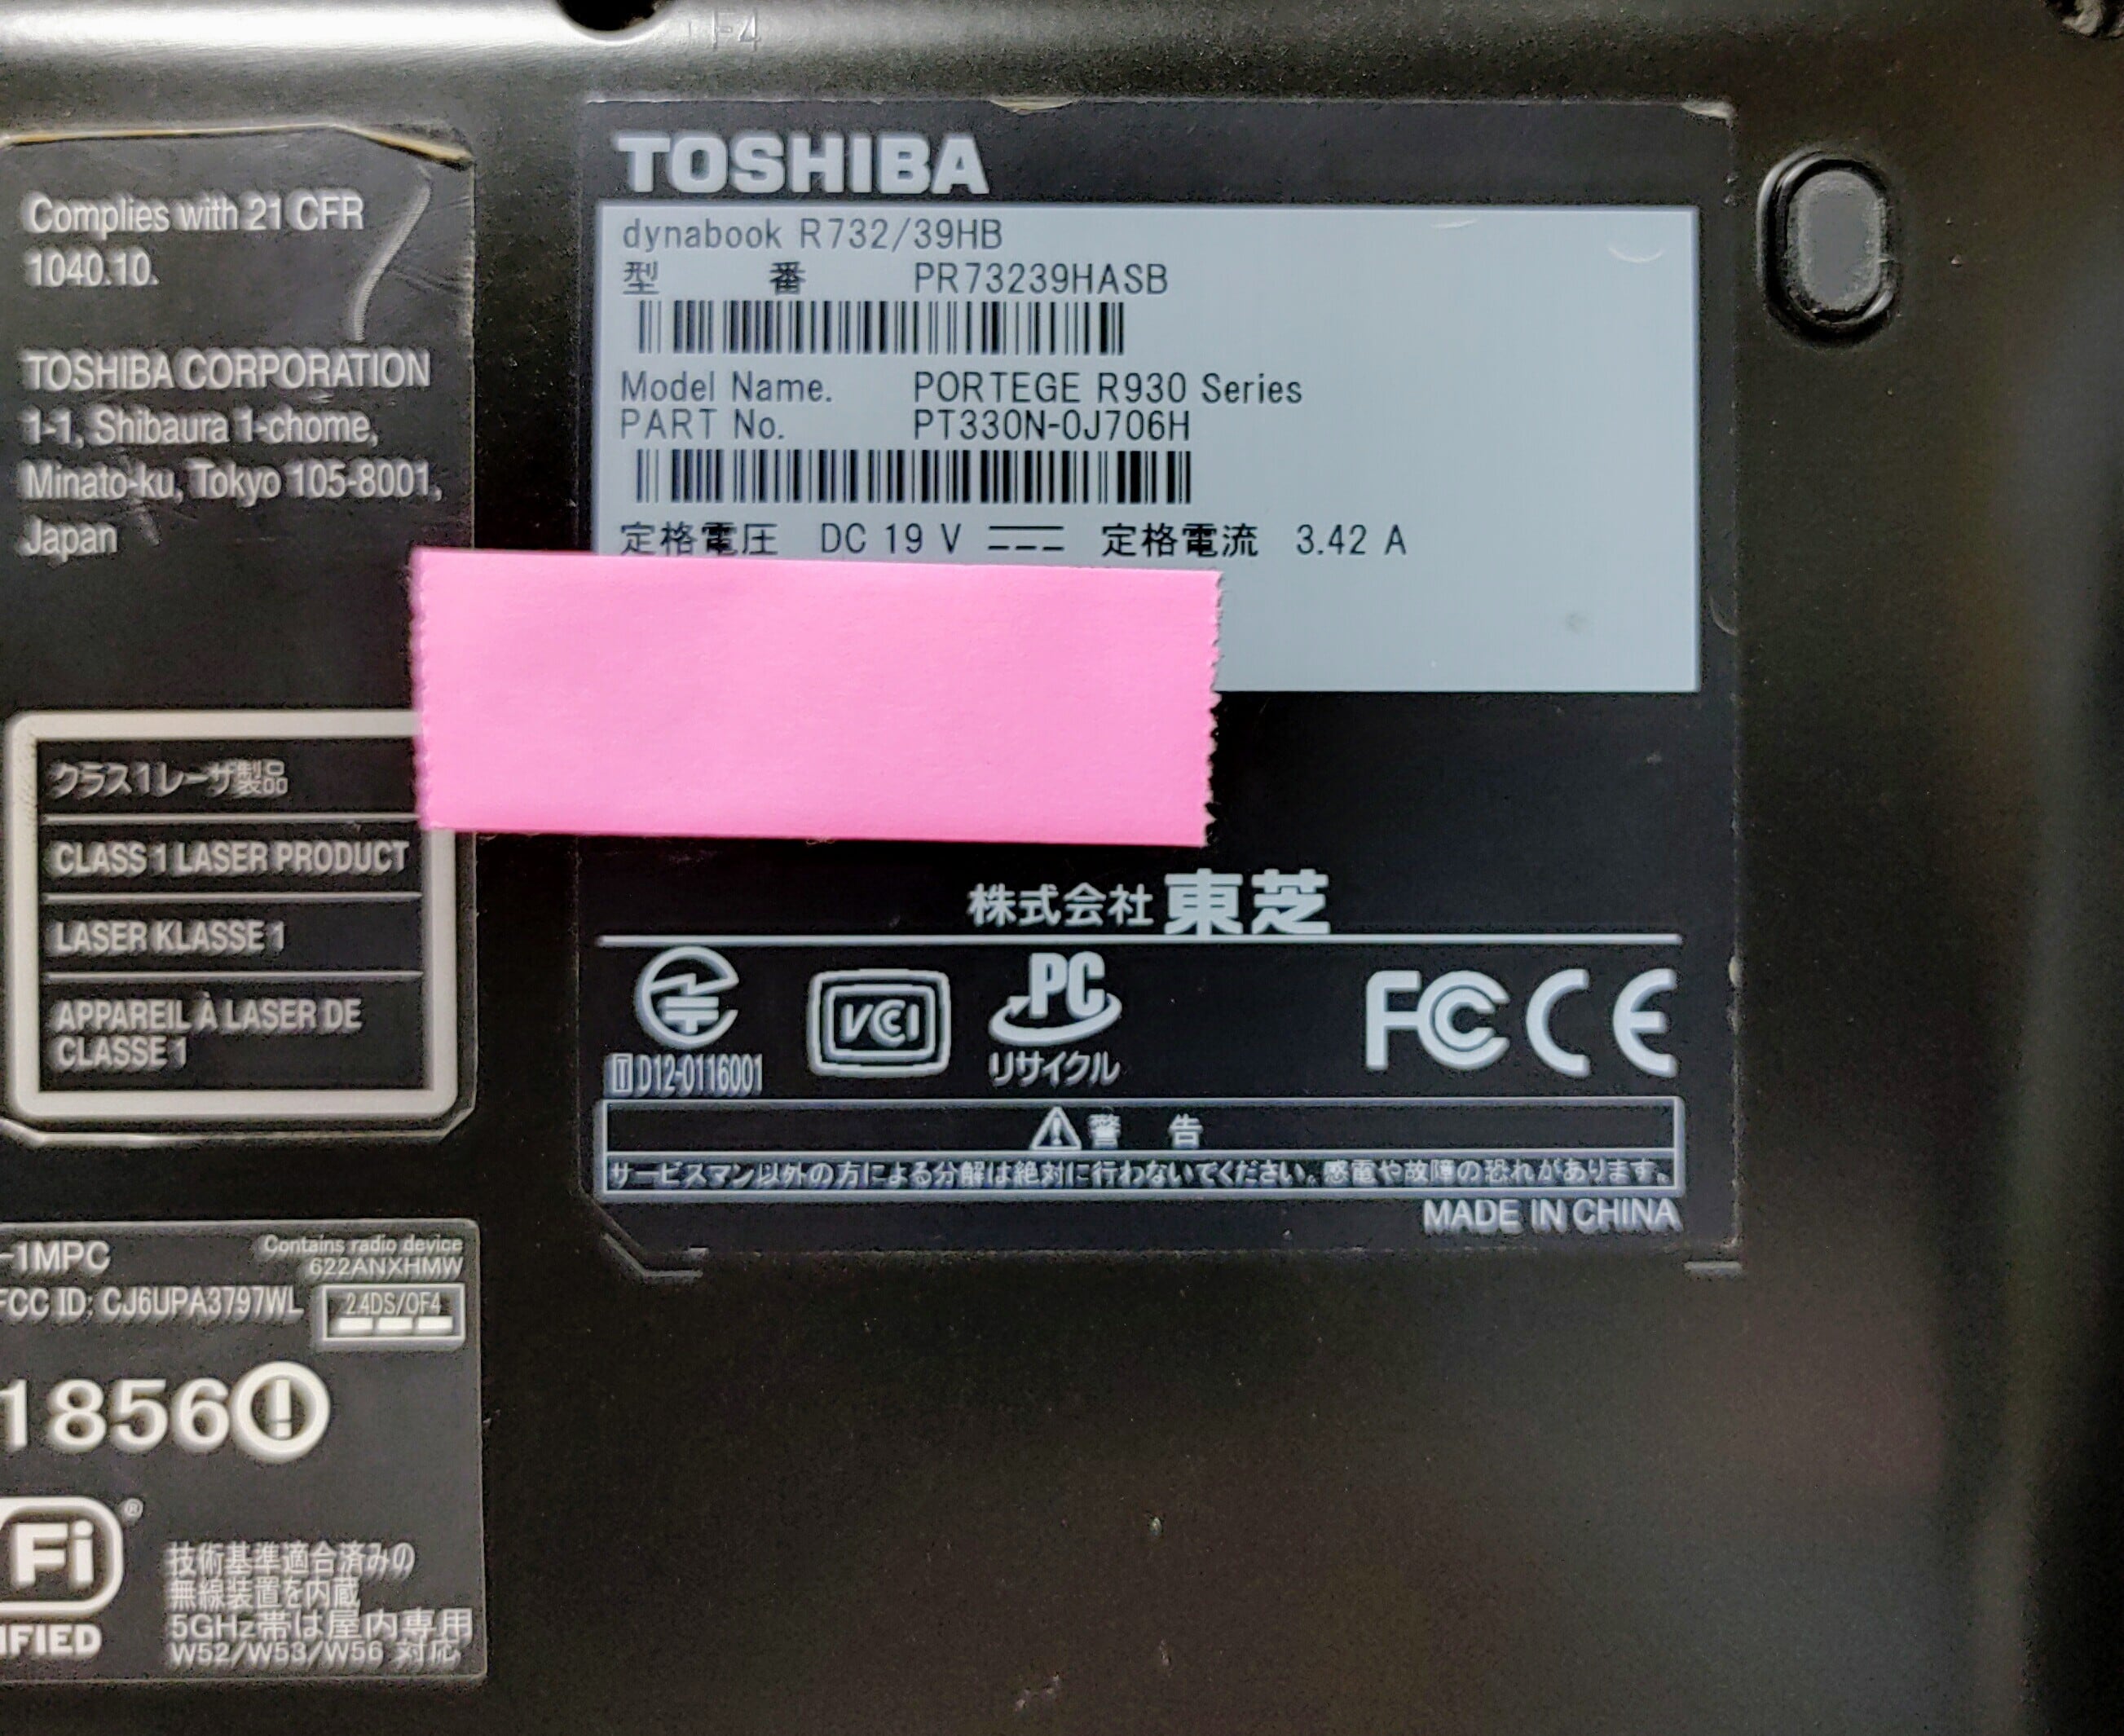 Complies with 21 CFR
1040.10.
TOSHIBA CORPORATION
1-1, Shibaura 1-chome,
Minato-ku, Tokyo 105-8001,
Japan
クラス1レーザ製品
CLASS 1 LASER PRODUCT
LASER KLASSE 1
APPAREIL À LASER DE
CLASSE 1
-1MPC
Contains radio device
622ANXHMW
FCC ID: CJ6UPA3797WL
2.4DS/OF4
1856
Fi
®
IFIED
技術基準適合済みの
無線装置を内蔵
5GHz帯は屋内専用
W52/W53/W56 対応
TOSHIBA
dynabook R732/39HB
型 番 PR73239HASB
Model Name. PORTEGE R930 Series
PART No. PT330N-0J706H
定格電圧 DC 19 V 定格電流 3.42 A
株式会社 東芝
T D12-0116001
VCCI
PC
リサイクル
FC CE
警 告
サービスマン以外の方による分解は絶対に行わないでください。感電や故障の恐れがあります。
MADE IN CHINA